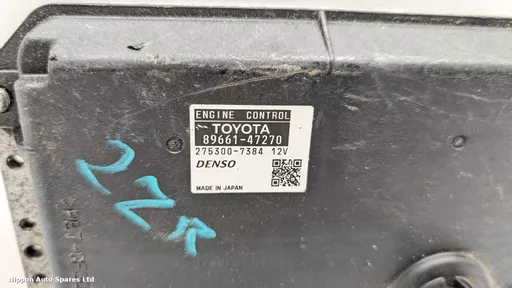 ENGINE CONTROL
TOYOTA
89661-47270
275300-7384 12V
DENSO
MADE IN JAPAN
2ZR
Nippon Auto Spares Ltd